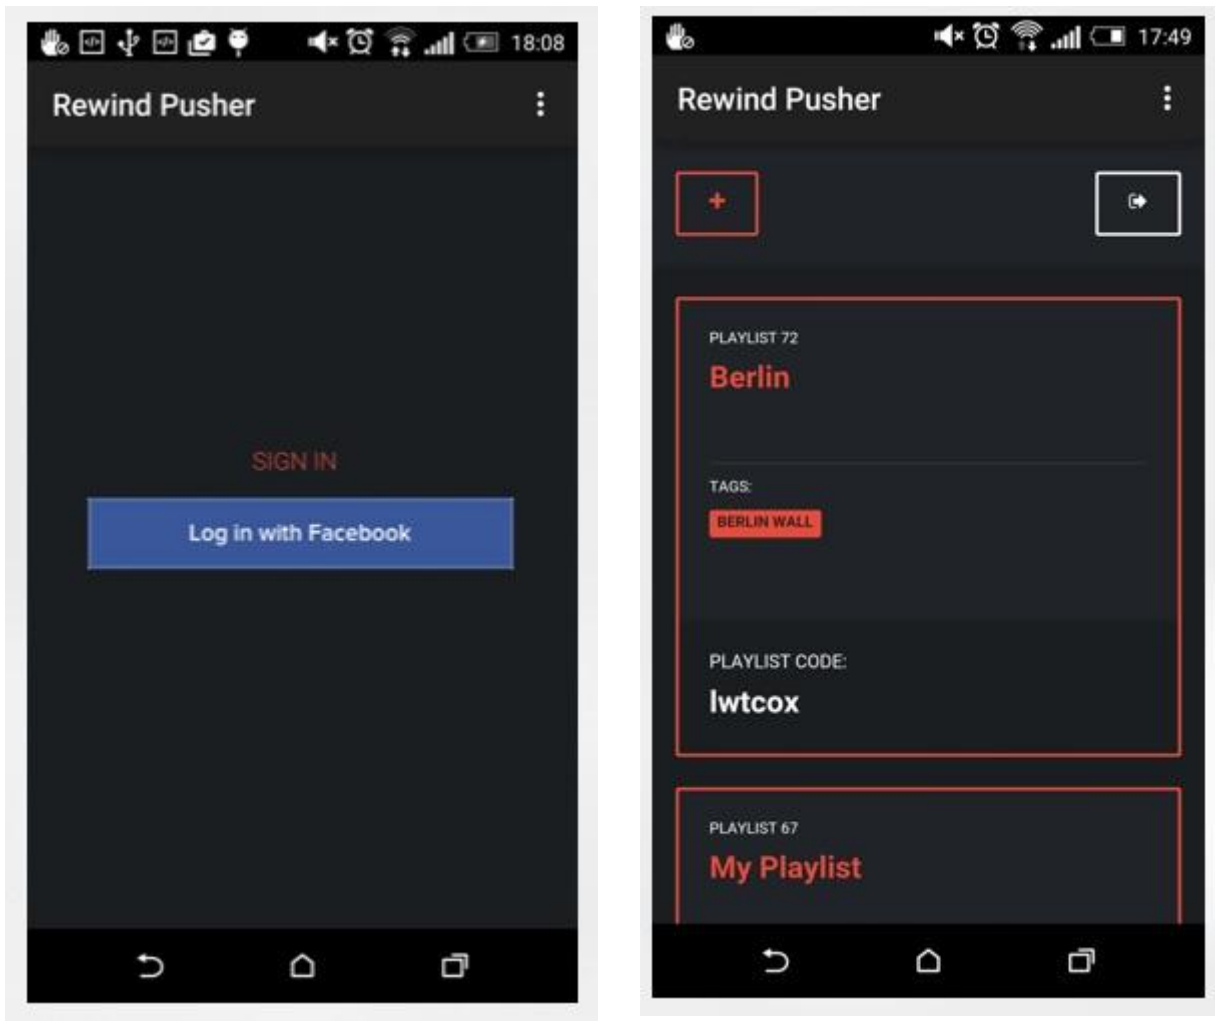 18:08
Rewind Pusher
SIGN IN
Log in with Facebook
17:49
Rewind Pusher
PLAYLIST 72
Berlin
TAGS:
BERLIN WALL
PLAYLIST CODE:
lwtcox
PLAYLIST 67
My Playlist